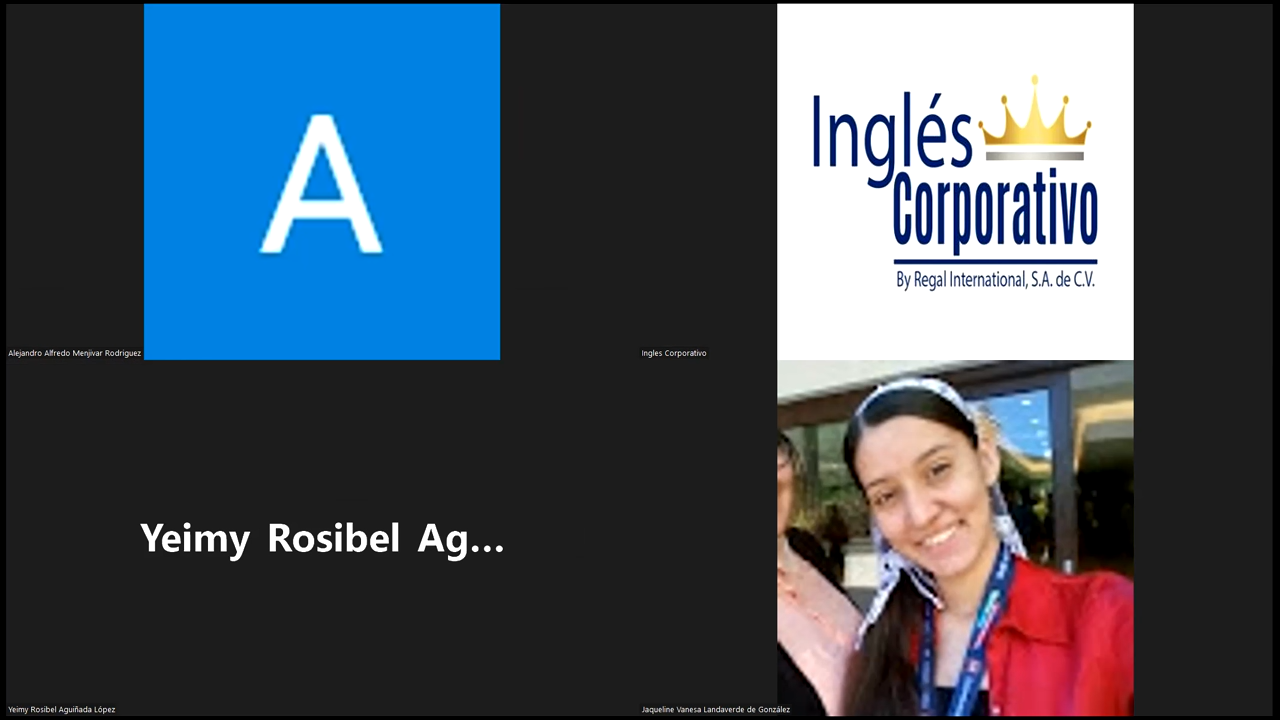 A
Inglés
Corporativo
By Regal International, S.A. de C.V.
Alejandro Alfredo Menjivar Rodriguez
Ingles Corporativo
Yeimy Rosibel Ag...
Yeimy Rosibel Aguiñada López
Jaqueline Vanesa Landaverde de González